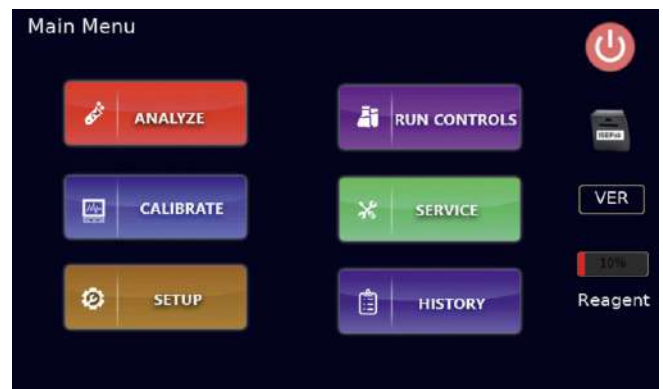 Main Menu
ANALYZE
RUN CONTROLS
CALIBRATE
SERVICE
SETUP
HISTORY
VER
10%
Reagent